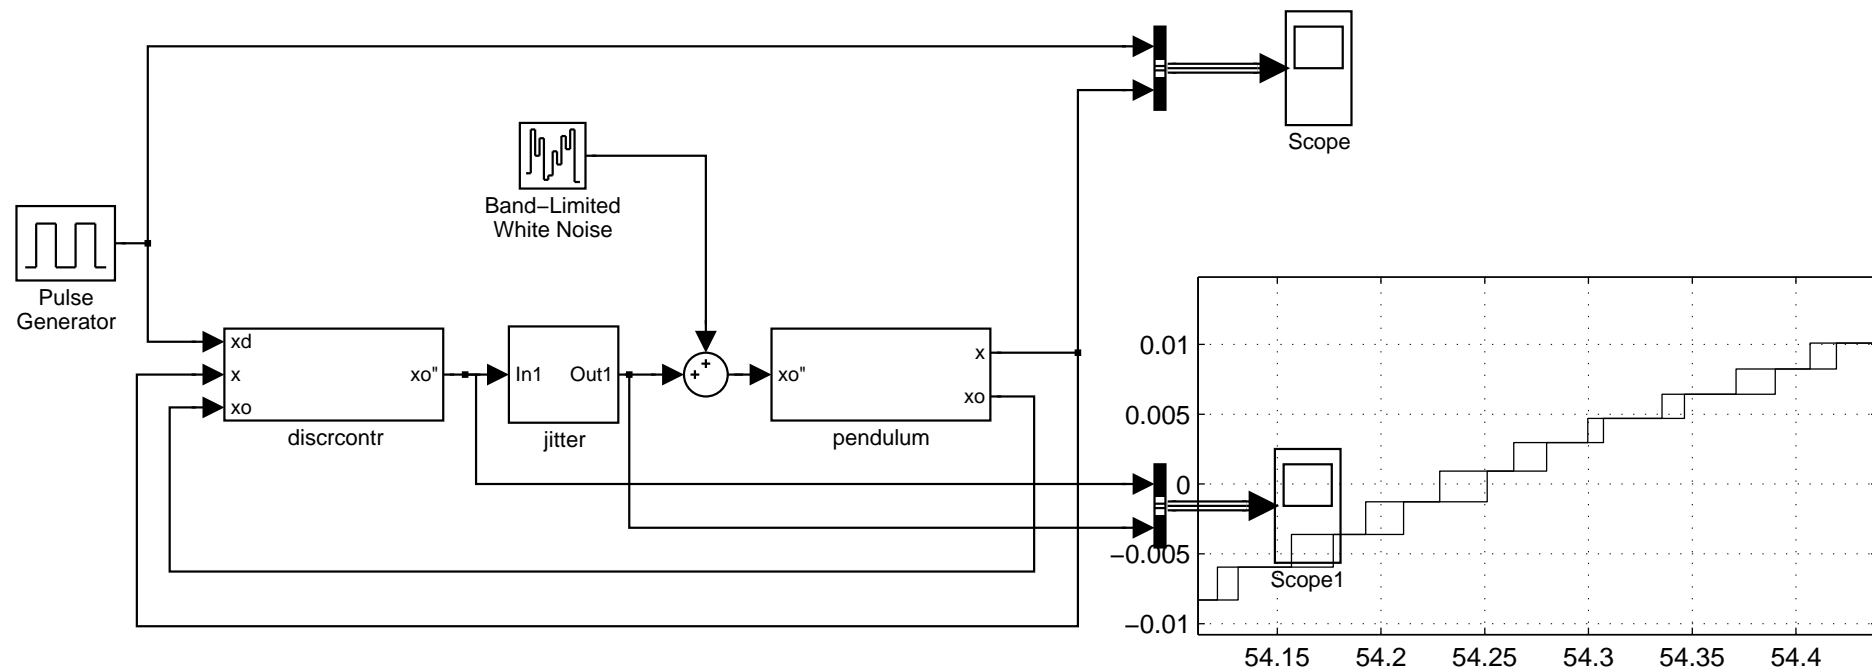 Scope
Band−Limited
White Noise
Pulse
Generator
xd
x
xo
xo"
discrcontr
In1
Out1
jitter
+
+
xo"
x
xo
pendulum
Scope1
0.01
0.005
0
−0.005
−0.01
54.15
54.2
54.25
54.3
54.35
54.4